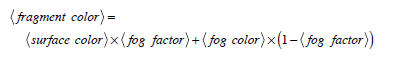 ⟨fragment color⟩=
⟨surface color⟩×⟨fog factor⟩+⟨fog color⟩×(1−⟨fog factor⟩)